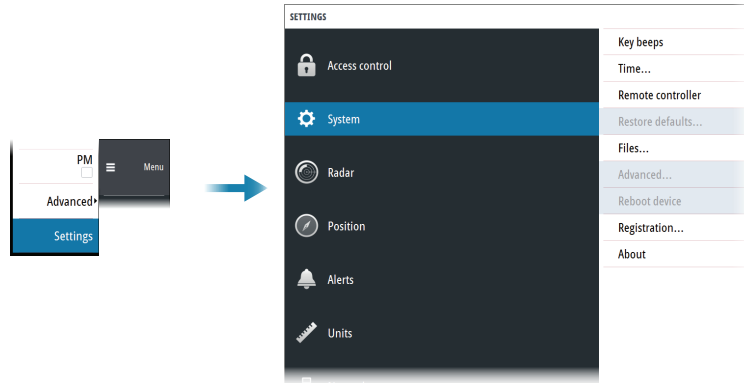 PM
Advanced
Settings
Menu
SETTINGS
Access control
System
Radar
Position
Alerts
Units
Key beeps
Time...
Remote controller
Restore defaults...
Files...
Advanced...
Reboot device
Registration...
About